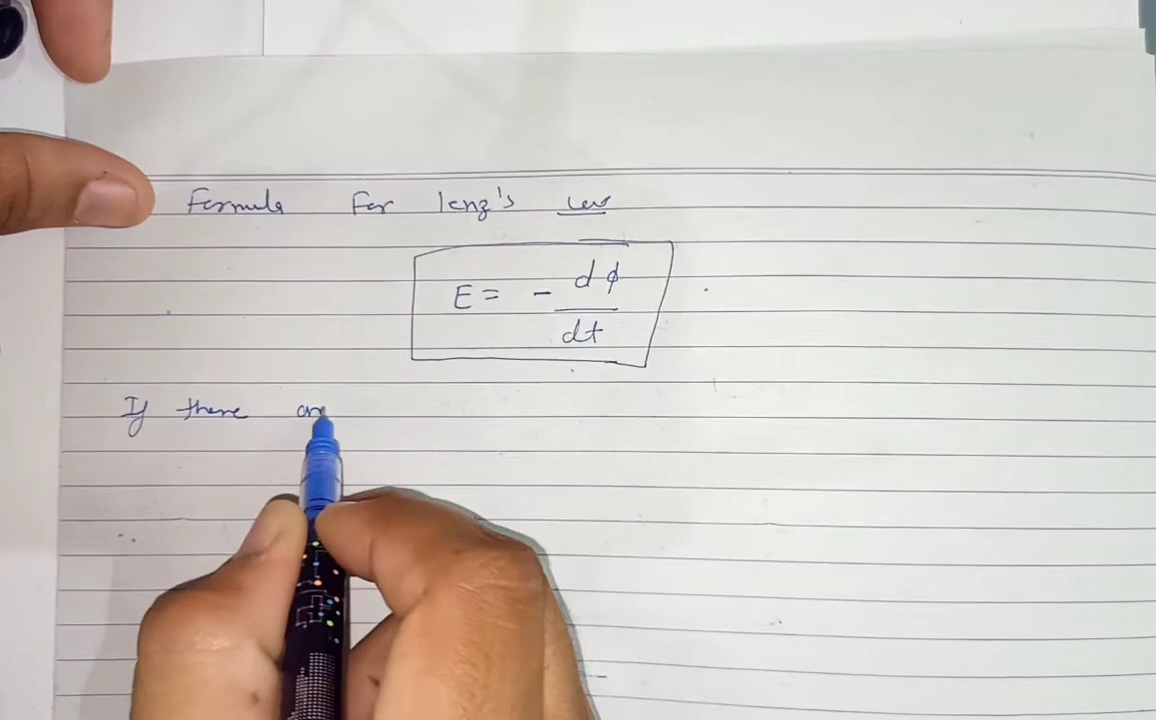 Formula For lenz's law
E = - dφ/dt
If there are